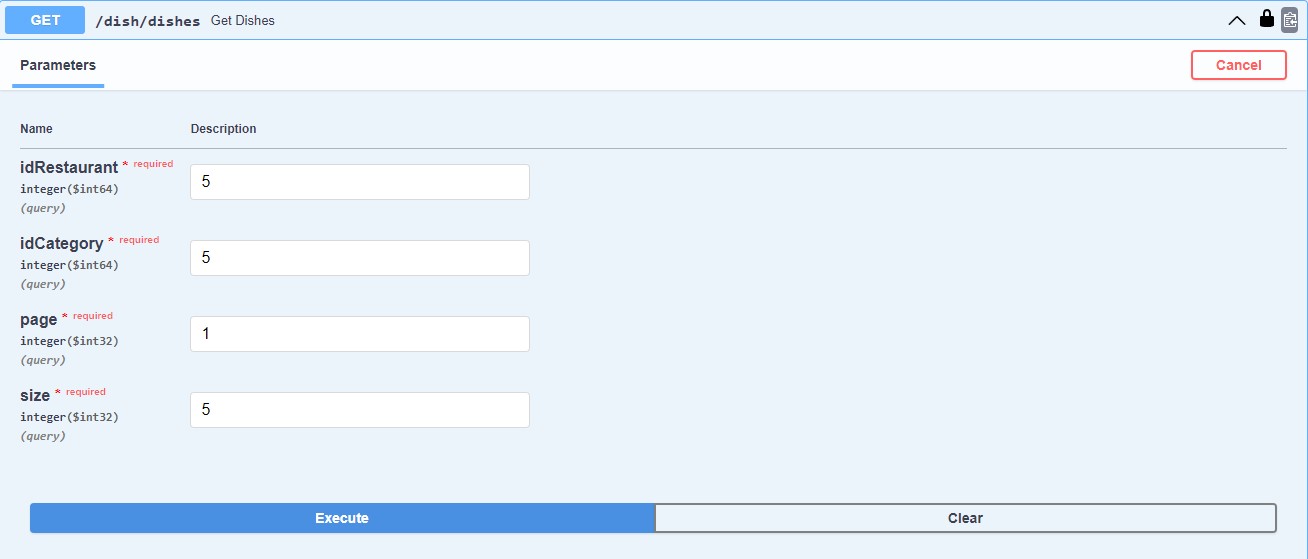 GET /dish/dishes Get Dishes
Parameters
Cancel
Name Description
idRestaurant * required
integer($int64)
(query)
5
idCategory * required
integer($int64)
(query)
5
page * required
integer($int32)
(query)
1
size * required
integer($int32)
(query)
5
Execute Clear